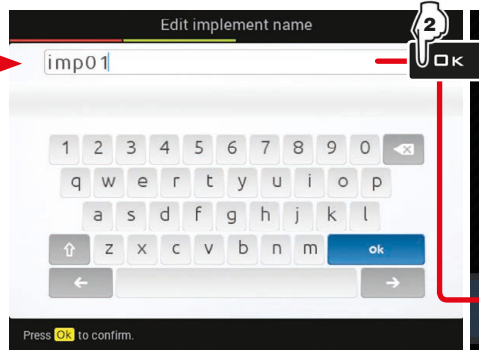 Edit implement name
2
imp01
OK
1 2 3 4 5 6 7 8 9 0
q w e r t y u i o p
a s d f g h j k l
z x c v b n m ok
Press Ok to confirm.